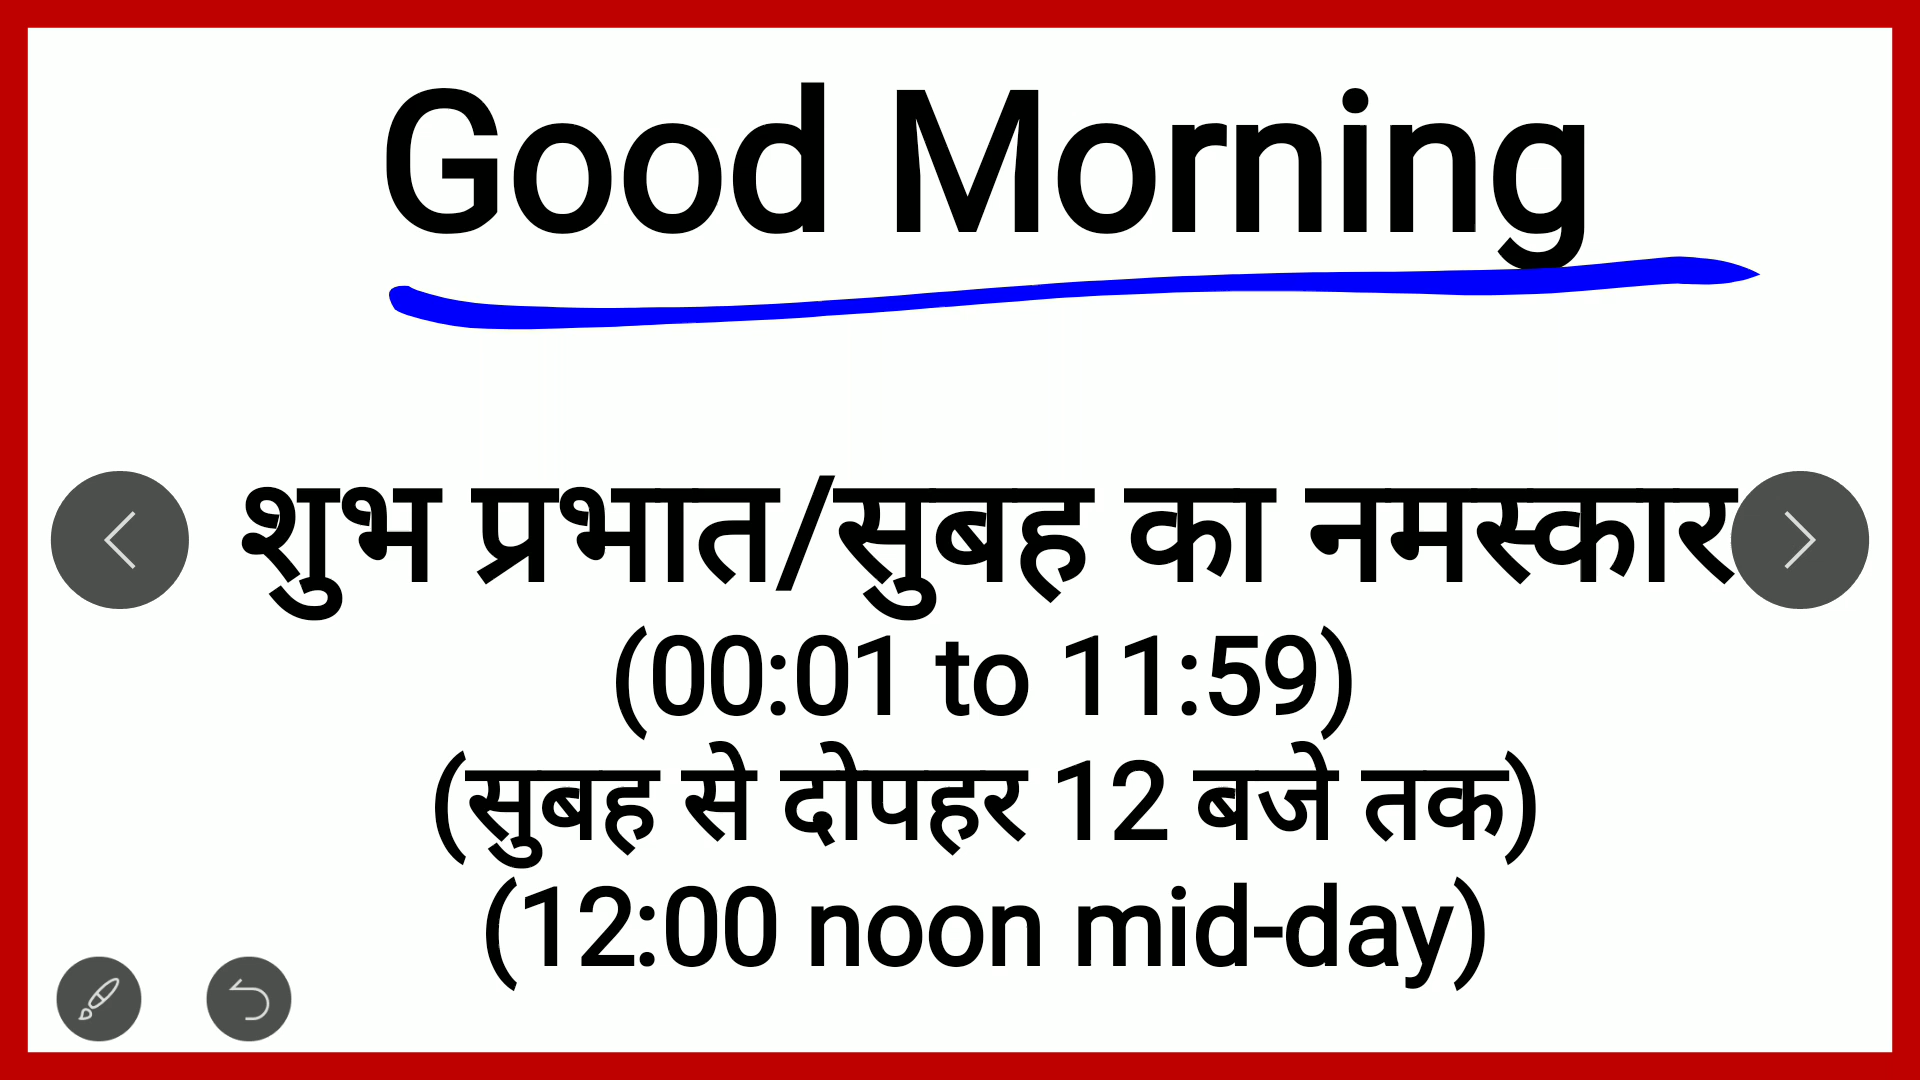 Good Morning
शुभ प्रभात/सुबह का नमस्कार
(00:01 to 11:59)
(सुबह से दोपहर 12 बजे तक)
(12:00 noon mid-day)